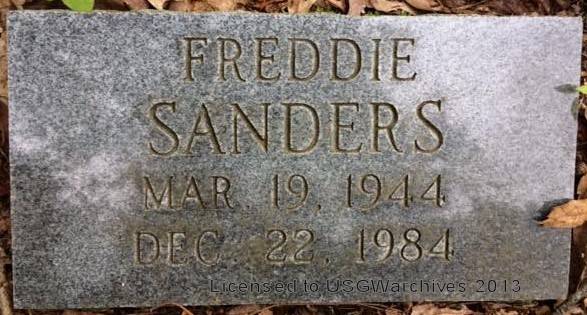 FREDDIE
SANDERS
MAR. 19, 1944
DEC. 22, 1984
Licensed to USGWarchives 2013